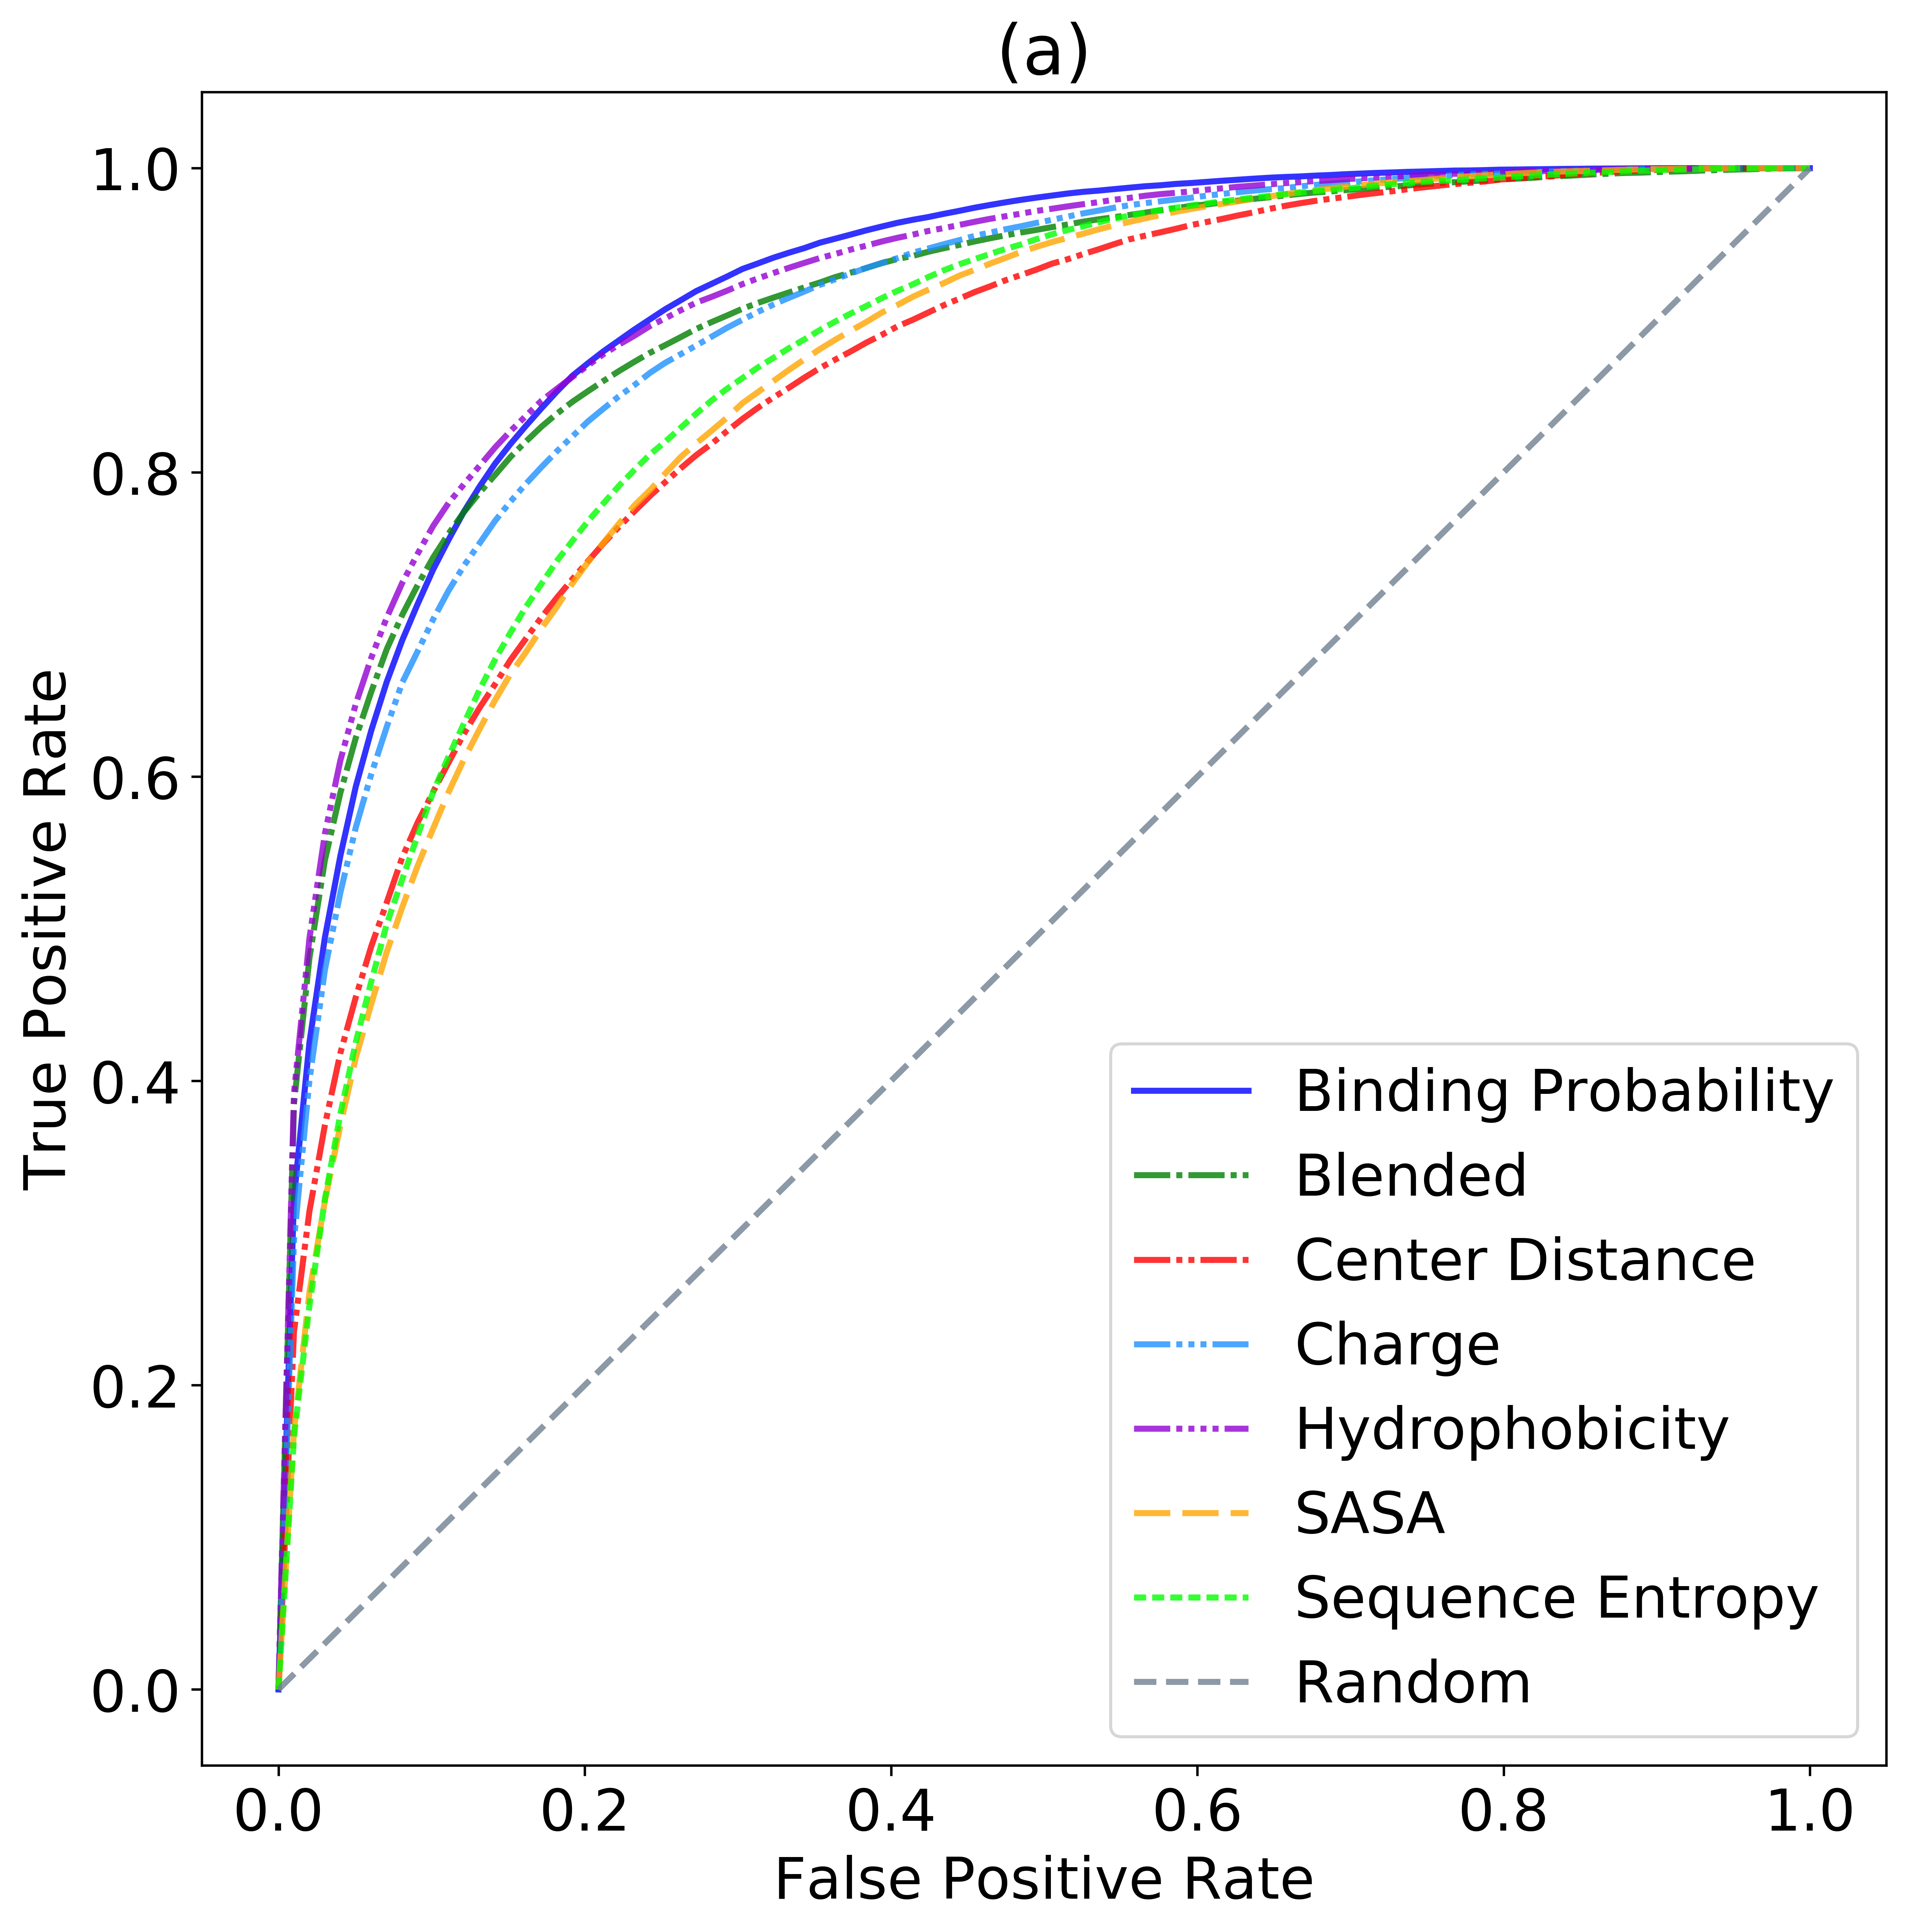 (a)
1.0
0.8
0.6
0.4
0.2
0.0
True Positive Rate
Binding Probability
Blended
Center Distance
Charge
Hydrophobicity
SASA
Sequence Entropy
Random
0.0 0.2 0.4 0.6 0.8 1.0
False Positive Rate